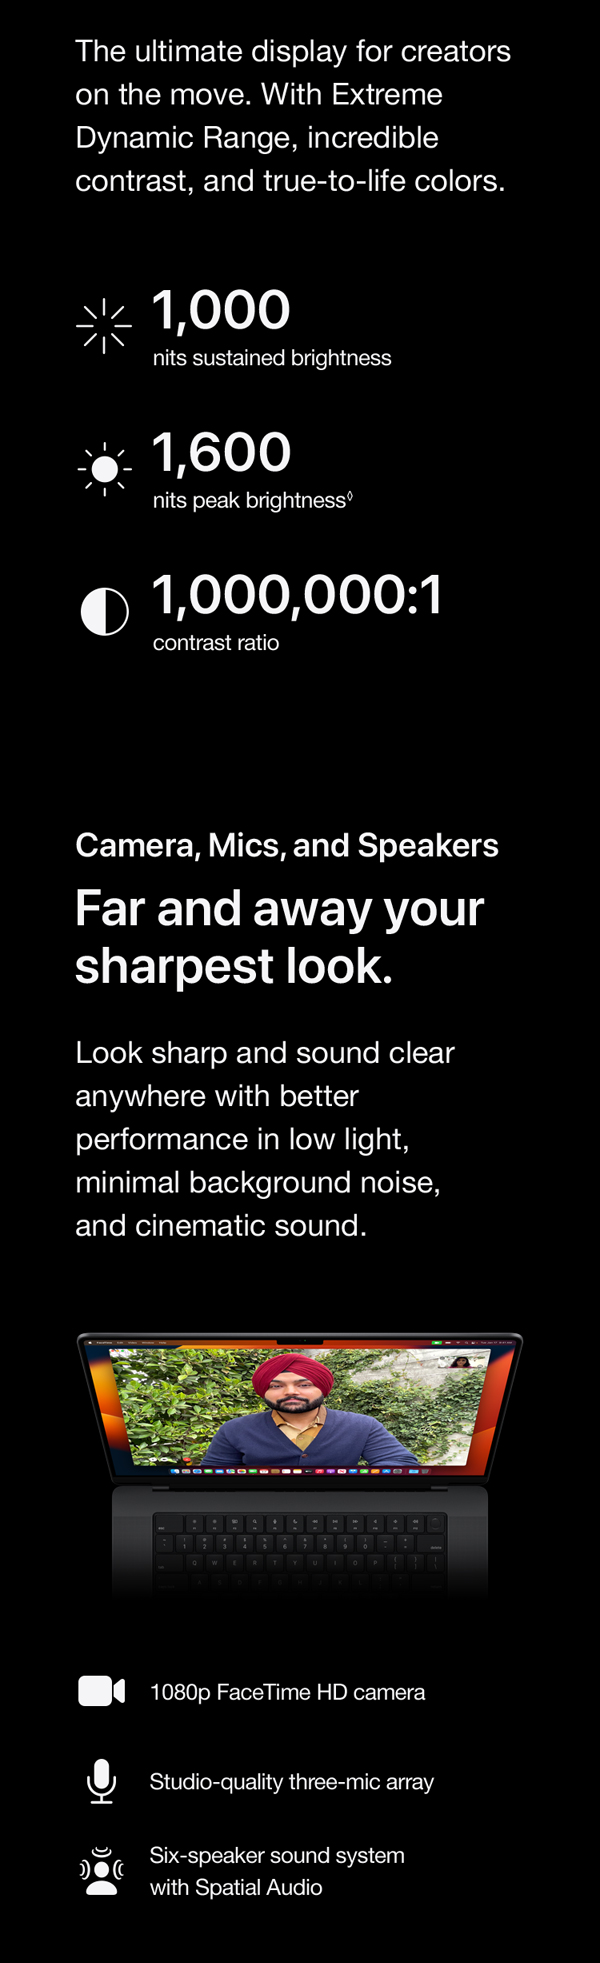 The ultimate display for creators
on the move. With Extreme
Dynamic Range, incredible
contrast, and true-to-life colors.
1,000
nits sustained brightness
1,600
nits peak brightness◊
1,000,000:1
contrast ratio
Camera, Mics, and Speakers
Far and away your
sharpest look.
Look sharp and sound clear
anywhere with better
performance in low light,
minimal background noise,
and cinematic sound.
1080p FaceTime HD camera
Studio-quality three-mic array
Six-speaker sound system
with Spatial Audio